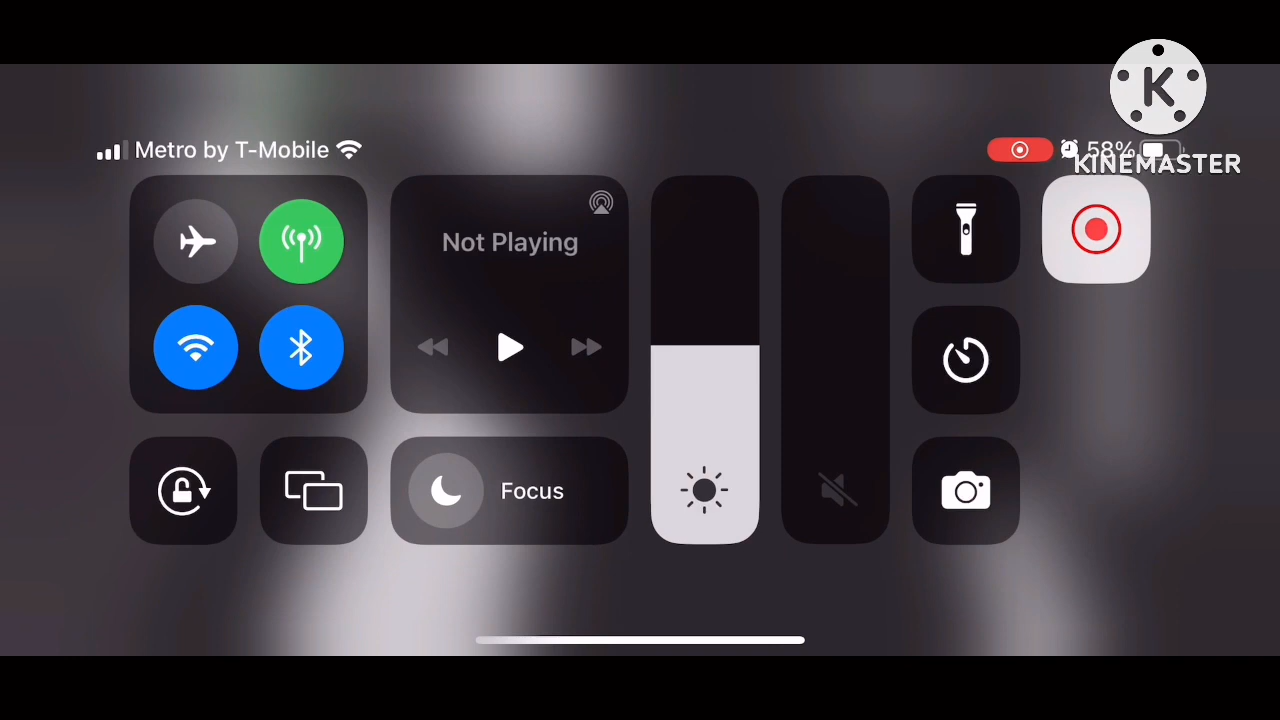 Metro by T-Mobile
58%
K
KINEMASTER
Not Playing
Focus